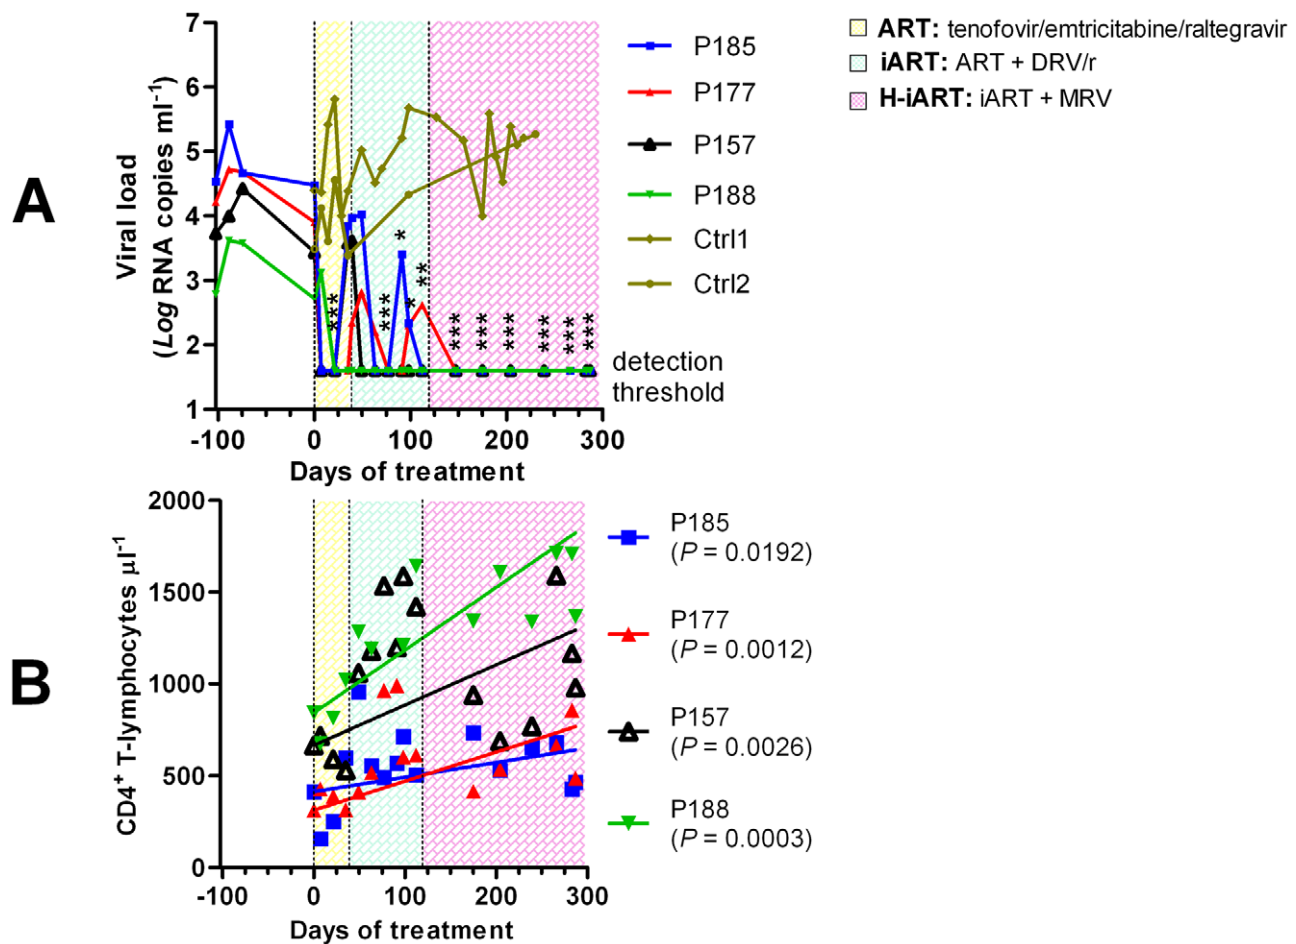 A
7
6
5
4
3
2
1
Viral load
(Log RNA copies ml⁻¹)
*
*
**
***
***
***
***
***
***
***
***
-100 0 100 200 300
Days of treatment
detection
threshold
P185
P177
P157
P188
Ctrl1
Ctrl2
ART: tenofovir/emtricitabine/raltegravir
iART: ART + DRV/r
H-iART: iART + MRV
B
2000
1500
1000
500
0
CD4⁺ T-lymphocytes µl⁻¹
-100 0 100 200 300
Days of treatment
P185
(P = 0.0192)
P177
(P = 0.0012)
P157
(P = 0.0026)
P188
(P = 0.0003)